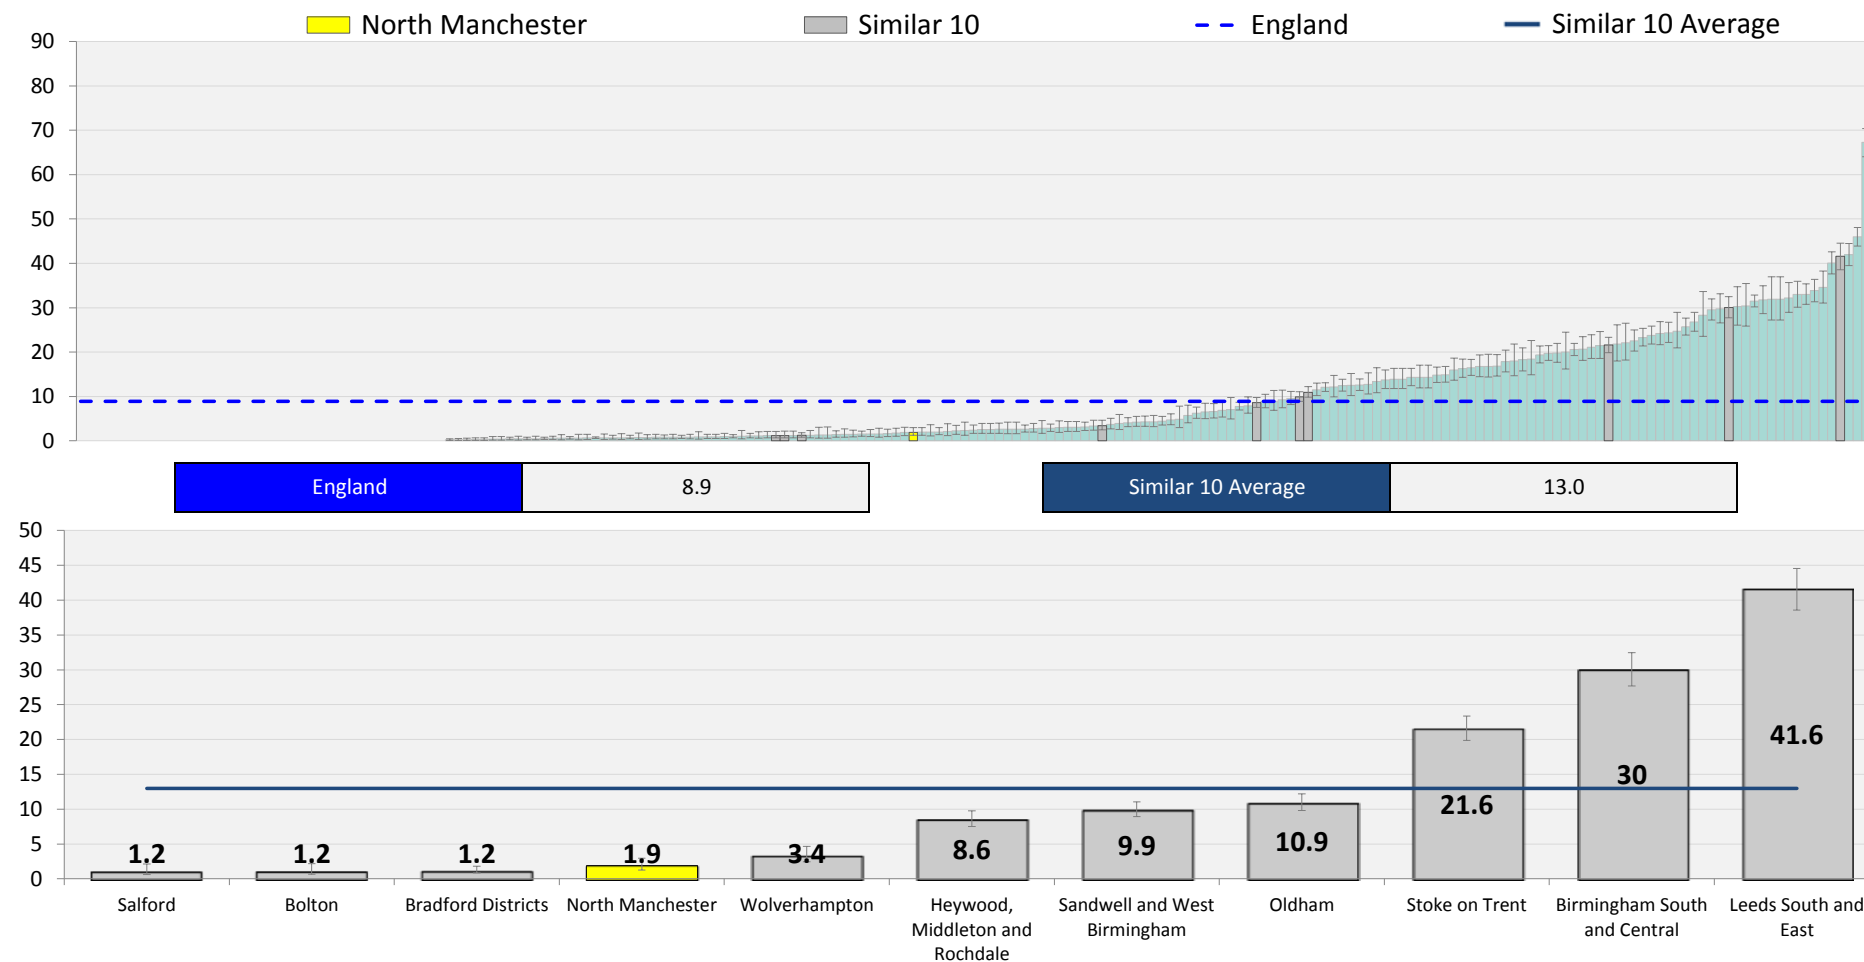 North Manchester
Similar 10
England
Similar 10 Average
90
80
70
60
50
40
30
20
10
0
England
8.9
Similar 10 Average
13.0
50
45
40
35
30
25
20
15
10
5
0
1.2
1.2
1.2
1.9
3.4
8.6
9.9
10.9
21.6
30
41.6
Salford
Bolton
Bradford Districts
North Manchester
Wolverhampton
Heywood,
Middleton and
Rochdale
Sandwell and West
Birmingham
Oldham
Stoke on Trent
Birmingham South
and Central
Leeds South and
East